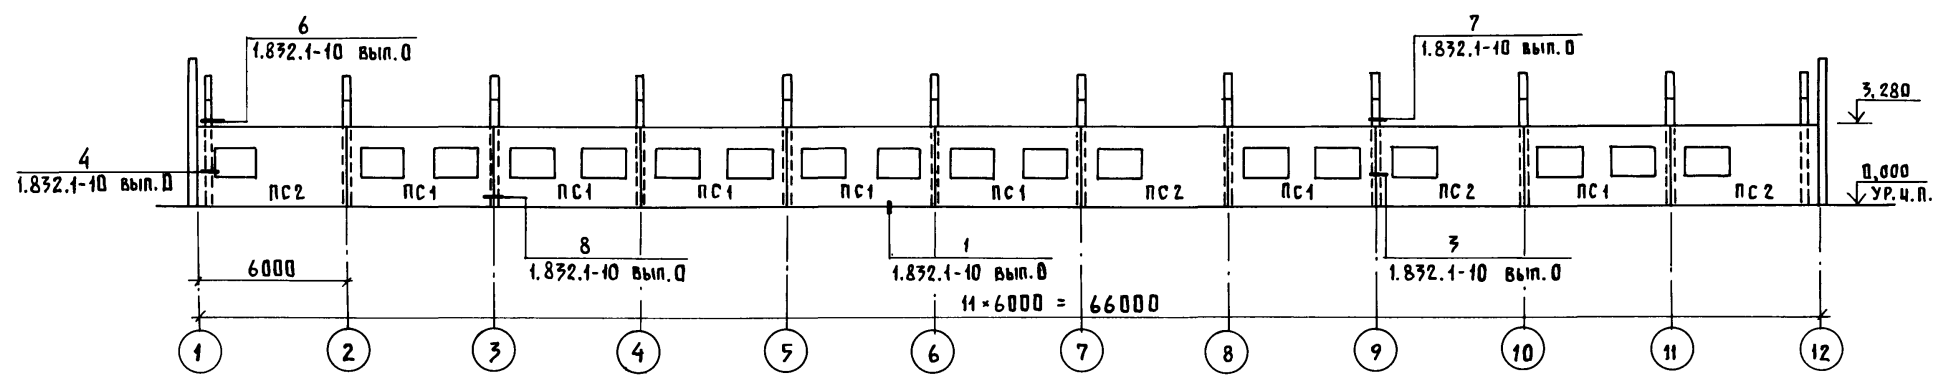 6
1.832.1-10 вып.0
7
1.832.1-10 вып.0
3,280
4
1.832.1-10 вып.0
0,000
УР.Ч.П.
ПС2 ПС1 ПС1 ПС1 ПС1 ПС1 ПС2 ПС1 ПС2 ПС1 ПС2
8
1.832.1-10 вып.0
1
1.832.1-10 вып.0
3
1.832.1-10 вып.0
6000
11×6000 = 66000
1 2 3 4 5 6 7 8 9 10 11 12